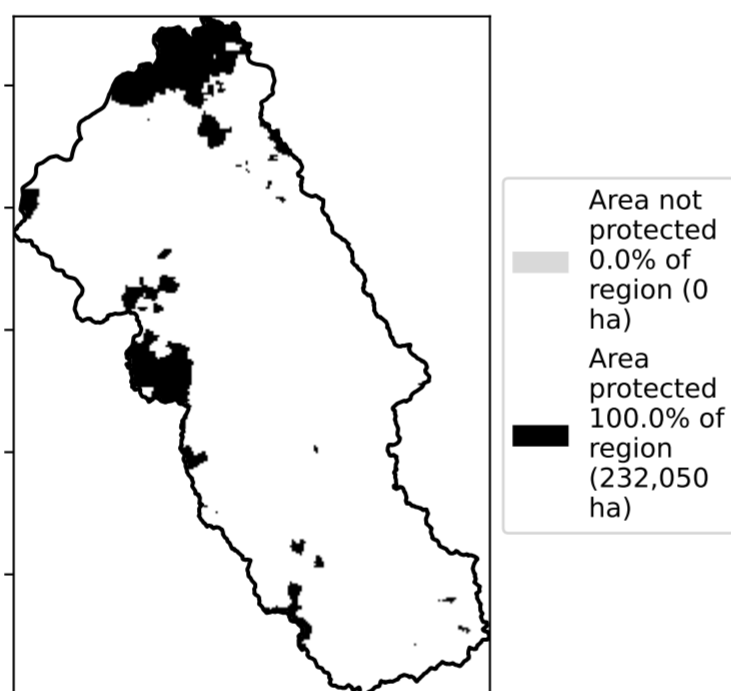 Area not
protected
0.0% of
region (0
ha)
Area
protected
100.0% of
region
(232,050
ha)